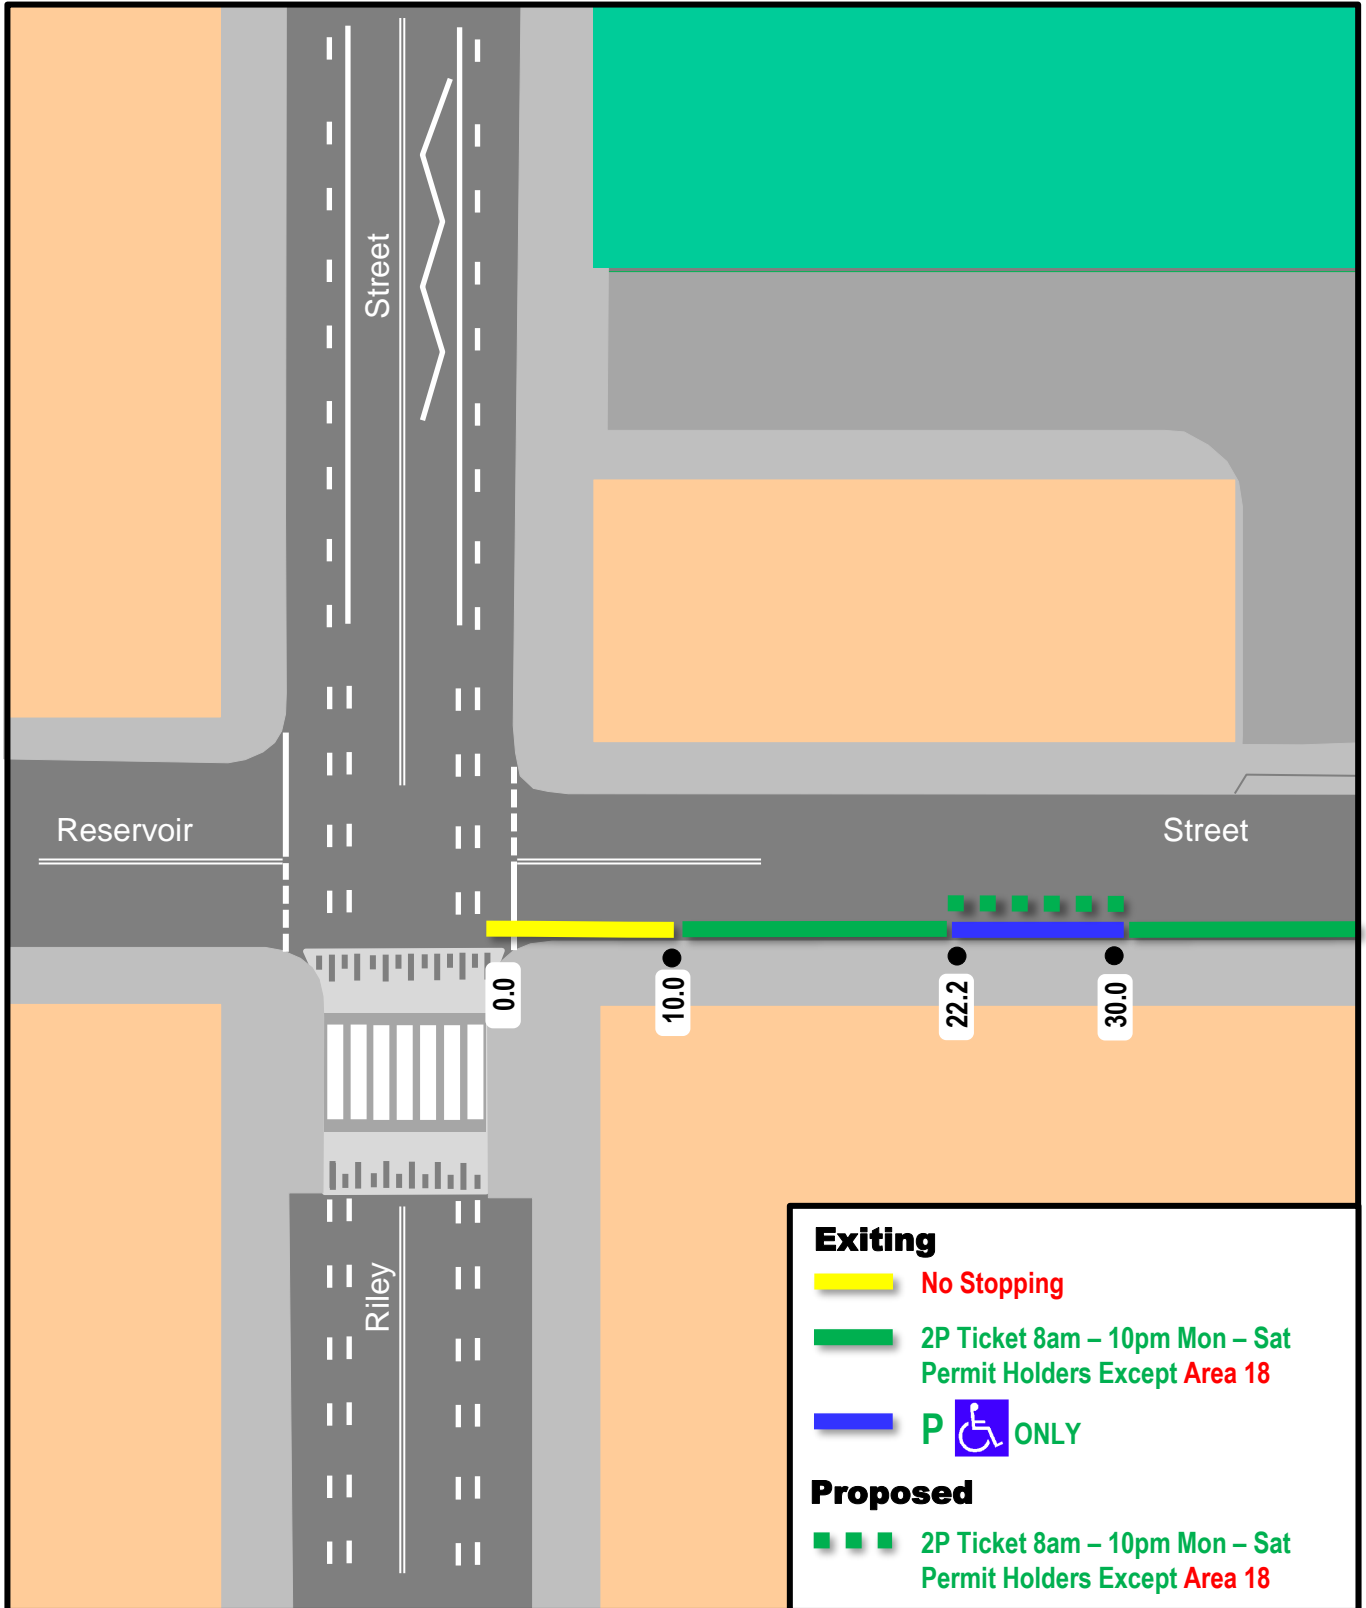 Street
Reservoir
Street
0.0
10.0
22.2
30.0
Riley
Exiting
No Stopping
2P Ticket 8am – 10pm Mon – Sat
Permit Holders Except Area 18
P ONLY
Proposed
2P Ticket 8am – 10pm Mon – Sat
Permit Holders Except Area 18